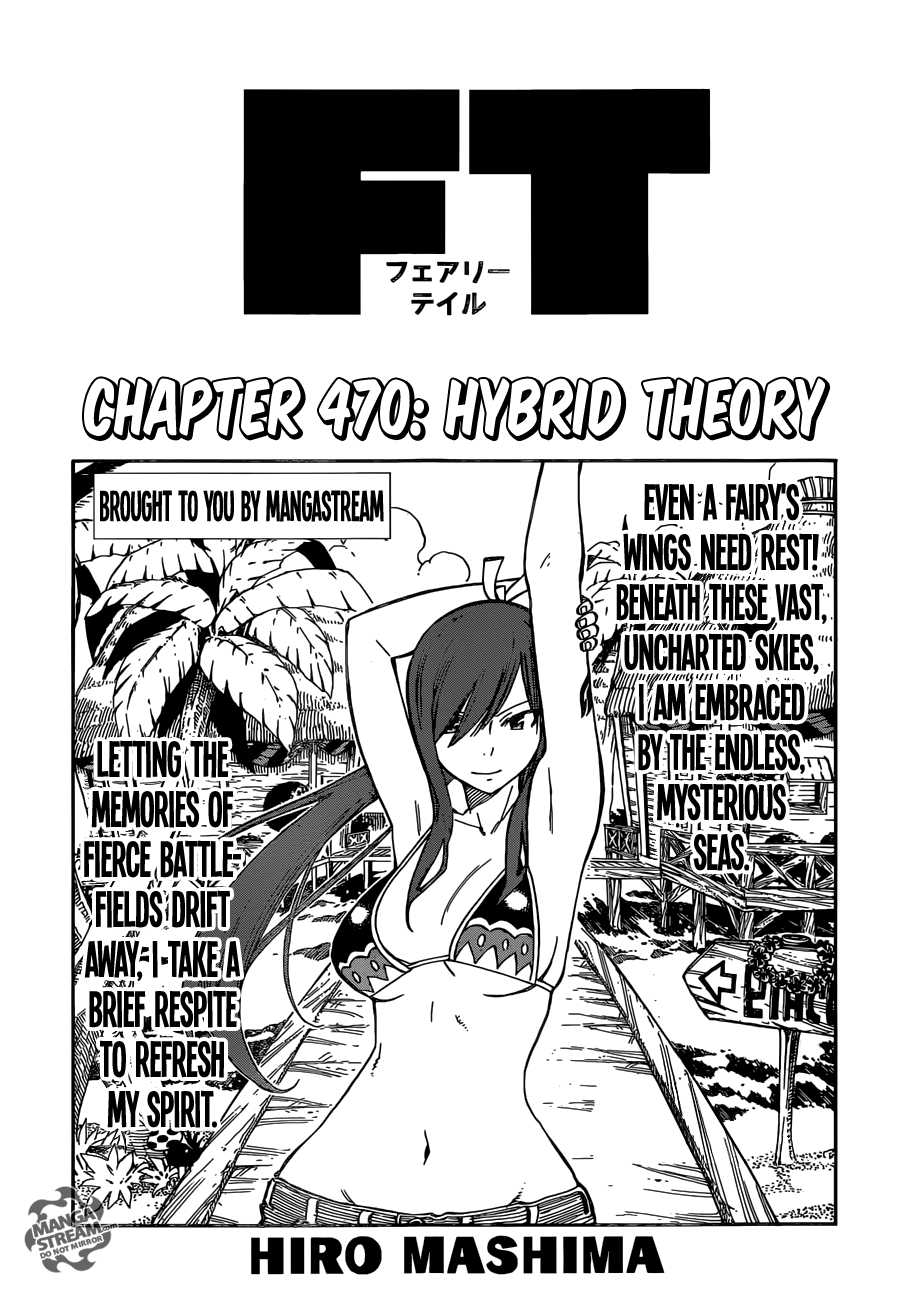 FT
フェアリー
テイル
CHAPTER 470: HYBRID THEORY
BROUGHT TO YOU BY MANGASTREAM
EVEN A FAIRY'S
WINGS NEED REST!
BENEATH THESE VAST,
UNCHARTED SKIES,
I AM EMBRACED
BY THE ENDLESS,
MYSTERIOUS
SEAS.
LETTING THE
MEMORIES OF
FIERCE BATTLE-
FIELDS DRIFT
AWAY, I TAKE A
BRIEF RESPITE
TO REFRESH
MY SPIRIT.
MANGA
STREAM.com
DO NOT MIRROR
HIRO MASHIMA